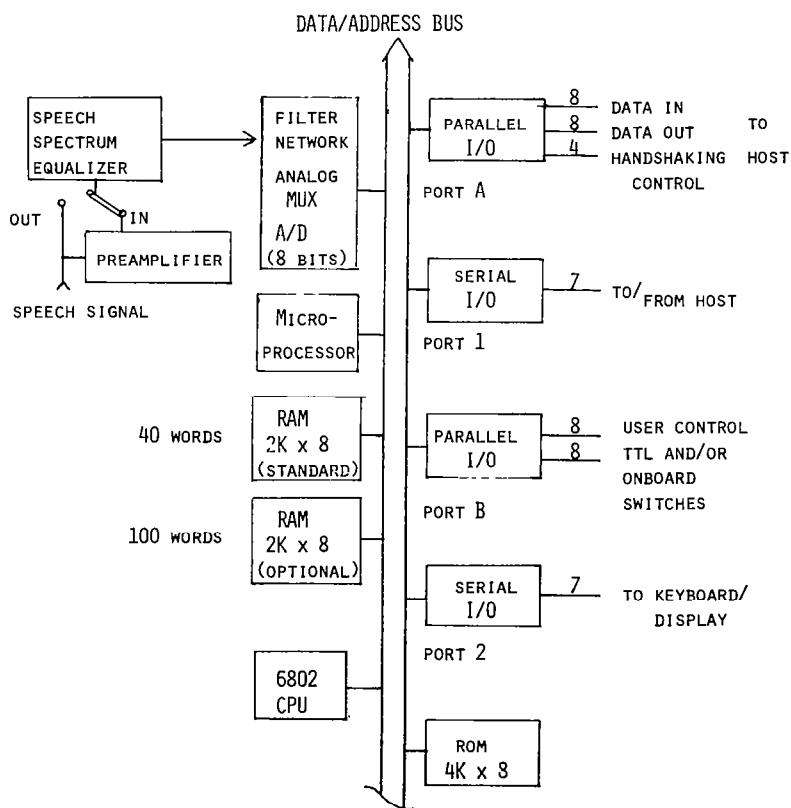 DATA/ADDRESS BUS
SPEECH
SPECTRUM
EQUALIZER
OUT
IN
PREAMPLIFIER
SPEECH SIGNAL
FILTER
NETWORK
ANALOG
MUX
A/D
(8 BITS)
MICRO-
PROCESSOR
40 WORDS
RAM
2K x 8
(STANDARD)
100 WORDS
RAM
2K x 8
(OPTIONAL)
6802
CPU
PARALLEL
I/O
PORT A
8 DATA IN
8 DATA OUT TO
4 HANDSHAKING HOST
CONTROL
SERIAL
I/O
PORT 1
7 TO/FROM HOST
PARALLEL
I/O
PORT B
8 USER CONTROL
8 TTL AND/OR
ONBOARD
SWITCHES
SERIAL
I/O
PORT 2
7 TO KEYBOARD/
DISPLAY
ROM
4K x 8